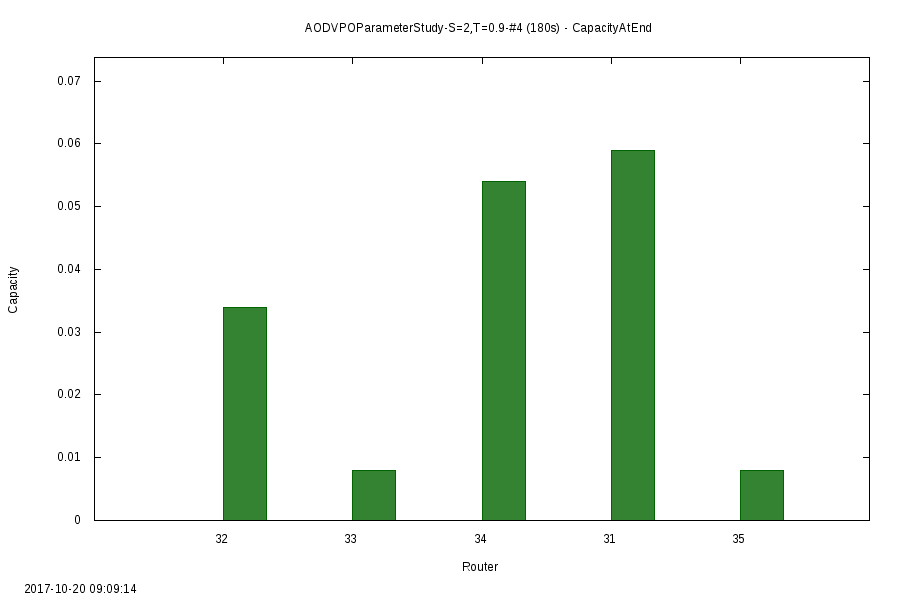 AODVPOParameterStudy-S=2,T=0.9-#4 (180s) - CapacityAtEnd
0.07
0.06
0.05
0.04
0.03
0.02
0.01
0
Capacity
32 33 34 31 35
Router
2017-10-20 09:09:14